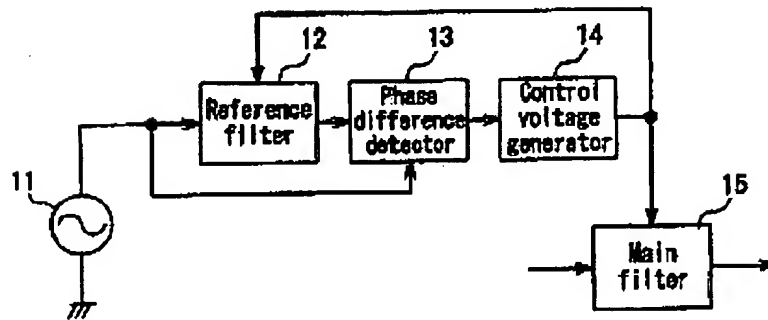 12
13
14
Reference
filter
Phase
difference
detector
Control
voltage
generator
11
15
Main
filter